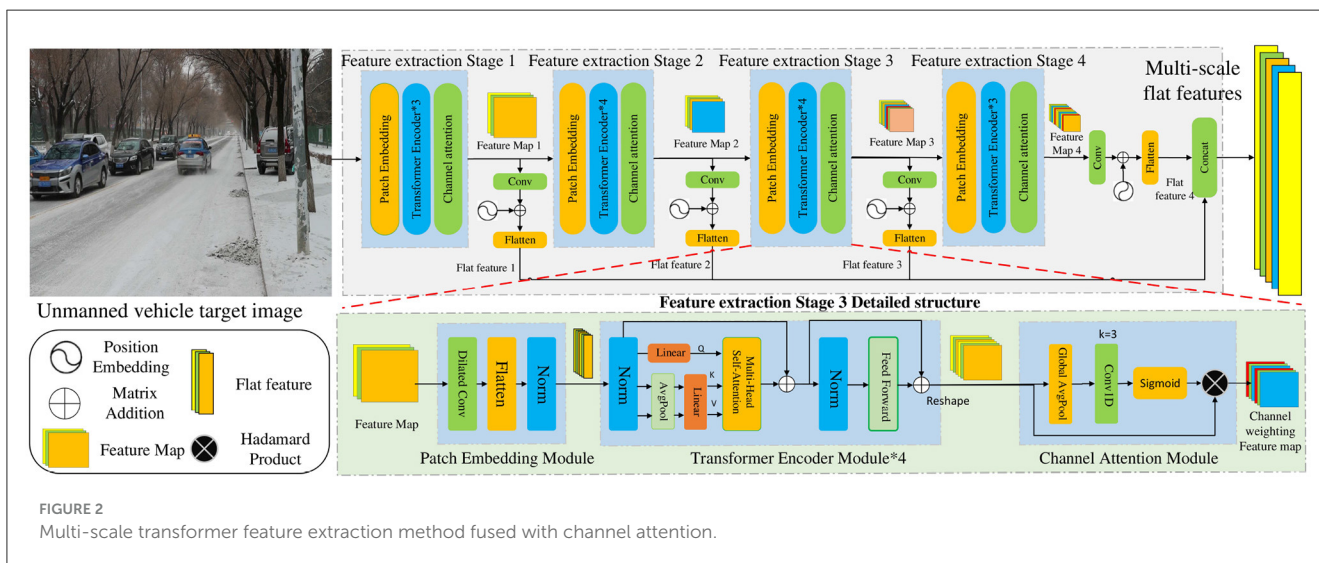 Feature extraction Stage 1
Feature extraction Stage 2
Feature extraction Stage 3
Feature extraction Stage 4
Multi-scale
flat features
Patch Embedding
Transformer Encoder*3
Channel attention
Feature Map 1
Conv
Flatten
Flat feature 1
Patch Embedding
Transformer Encoder*4
Channel attention
Feature Map 2
Conv
Flatten
Flat feature 2
Patch Embedding
Transformer Encoder*4
Channel attention
Feature Map 3
Conv
Flatten
Flat feature 3
Patch Embedding
Transformer Encoder*3
Channel attention
Feature
Map 4
Conv
Flatten
Flat
feature 4
Concat
Unmanned vehicle target image
Position
Embedding
Matrix
Addition
Feature Map
Flat feature
Hadamard
Product
Feature extraction Stage 3 Detailed structure
Feature Map
Dilated Conv
Flatten
Norm
Patch Embedding Module
Norm
Linear
Q
AvgPool
Linear
K
V
Multi-Head
Self-Attention
Norm
Feed Forward
Reshape
Transformer Encoder Module*4
Global AvgPool
k=3
Conv1D
Sigmoid
Channel
weighting
Feature map
Channel Attention Module
FIGURE 2
Multi-scale transformer feature extraction method fused with channel attention.